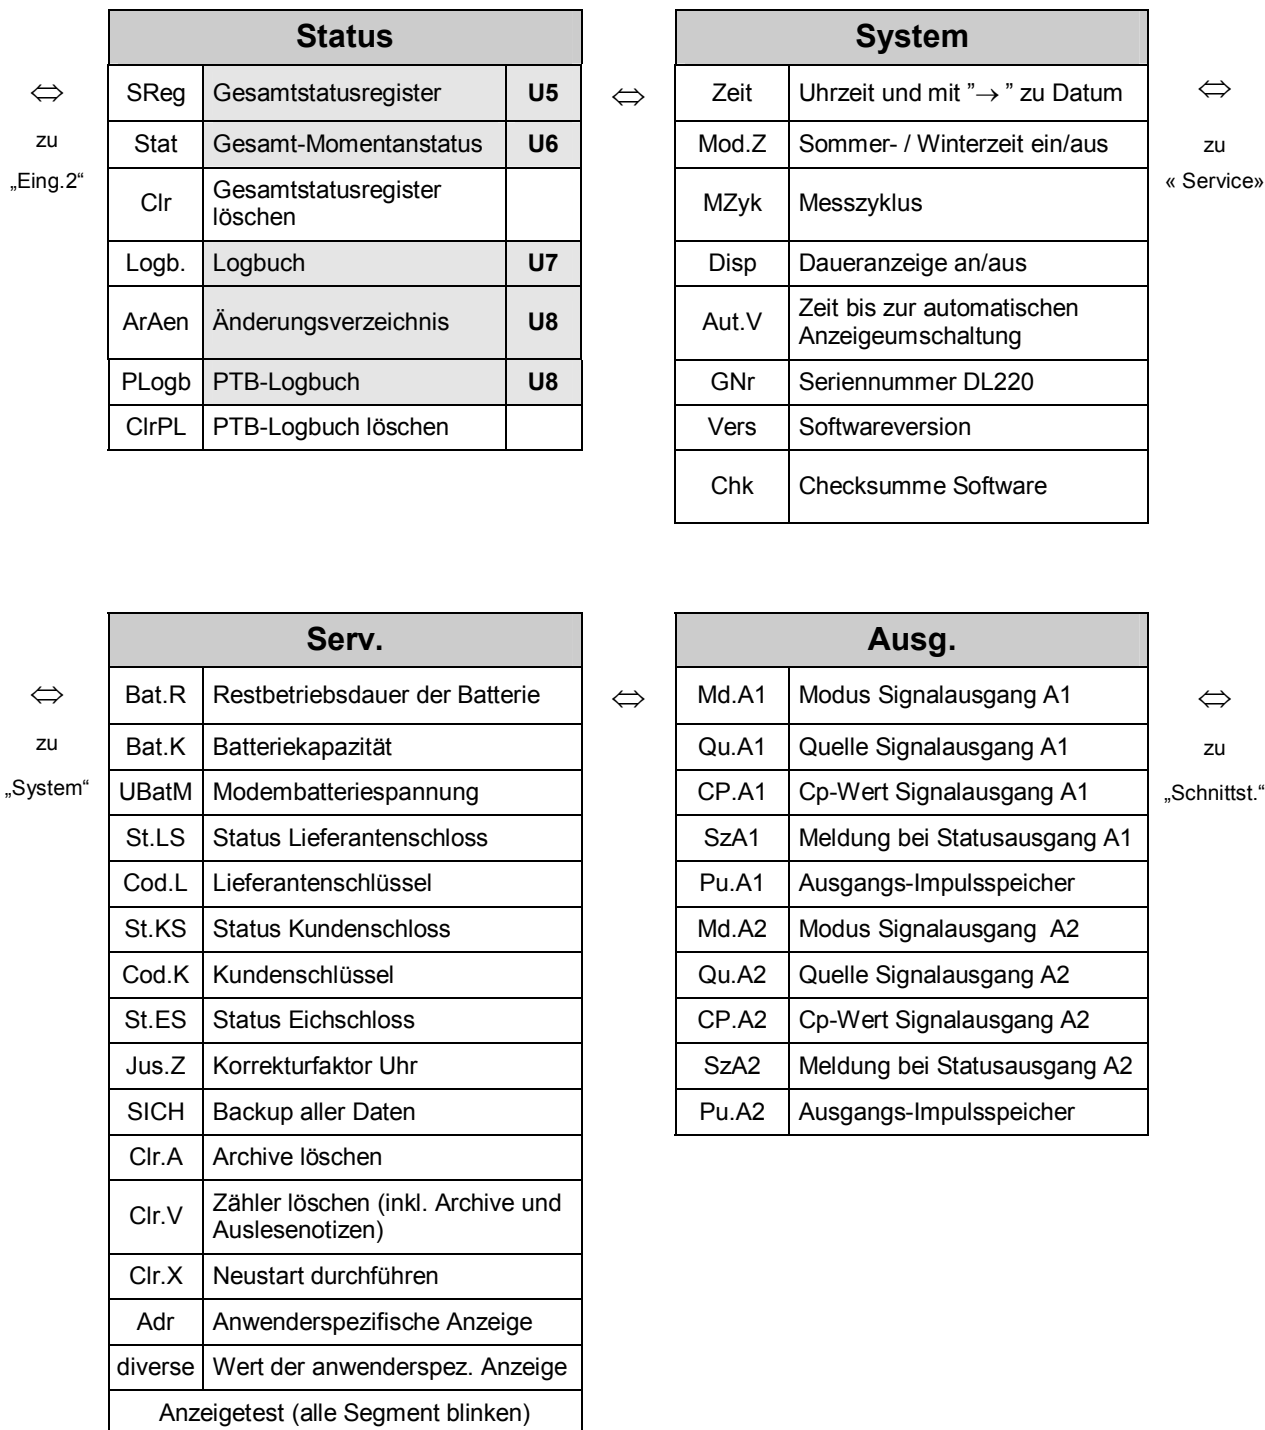 Status
⇔
zu
„Eing.2“
SReg Gesamtstatusregister U5
Stat Gesamt-Momentanstatus U6
Clr Gesamtstatusregister
löschen
Logb. Logbuch U7
ArAen Änderungsverzeichnis U8
PLogb PTB-Logbuch U8
ClrPL PTB-Logbuch löschen
⇔
System
Zeit Uhrzeit und mit ”→ ” zu Datum
Mod.Z Sommer- / Winterzeit ein/aus
MZyk Messzyklus
Disp Daueranzeige an/aus
Aut.V Zeit bis zur automatischen
Anzeigeumschaltung
GNr Seriennummer DL220
Vers Softwareversion
Chk Checksumme Software
⇔
zu
« Service»
Serv.
⇔
zu
„System“
Bat.R Restbetriebsdauer der Batterie
Bat.K Batteriekapazität
UBatM Modembatteriespannung
St.LS Status Lieferantenschloss
Cod.L Lieferantenschlüssel
St.KS Status Kundenschloss
Cod.K Kundenschlüssel
St.ES Status Eichschloss
Jus.Z Korrekturfaktor Uhr
SICH Backup aller Daten
Clr.A Archive löschen
Clr.V Zähler löschen (inkl. Archive und
Auslesenotizen)
Clr.X Neustart durchführen
Adr Anwenderspezifische Anzeige
diverse Wert der anwenderspez. Anzeige
Anzeigetest (alle Segment blinken)
⇔
Ausg.
Md.A1 Modus Signalausgang A1
Qu.A1 Quelle Signalausgang A1
CP.A1 Cp-Wert Signalausgang A1
SzA1 Meldung bei Statusausgang A1
Pu.A1 Ausgangs-Impulsspeicher
Md.A2 Modus Signalausgang A2
Qu.A2 Quelle Signalausgang A2
CP.A2 Cp-Wert Signalausgang A2
SzA2 Meldung bei Statusausgang A2
Pu.A2 Ausgangs-Impulsspeicher
⇔
zu
„Schnittst.“